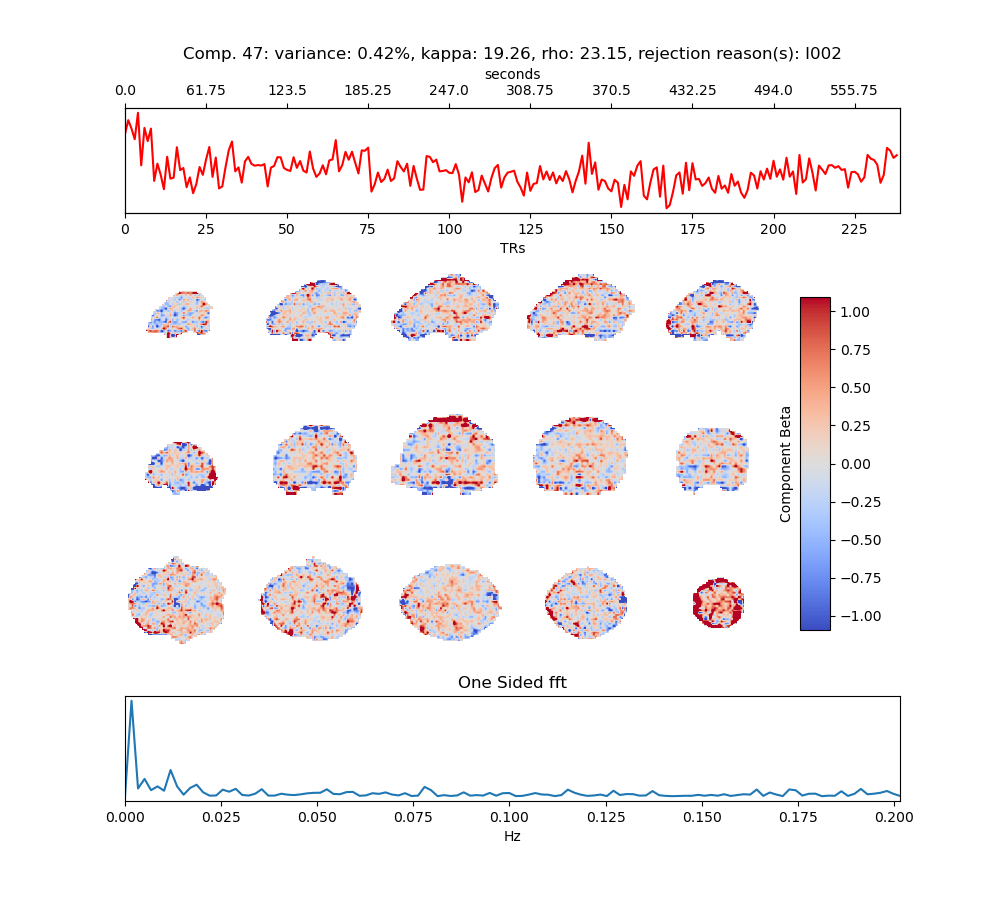 Comp. 47: variance: 0.42%, kappa: 19.26, rho: 23.15, rejection reason(s): I002
seconds
0.0 61.75 123.5 185.25 247.0 308.75 370.5 432.25 494.0 555.75
0 25 50 75 100 125 150 175 200 225
TRs
1.00
0.75
0.50
0.25
0.00
−0.25
−0.50
−0.75
−1.00
Component Beta
One Sided fft
0.000 0.025 0.050 0.075 0.100 0.125 0.150 0.175 0.200
Hz